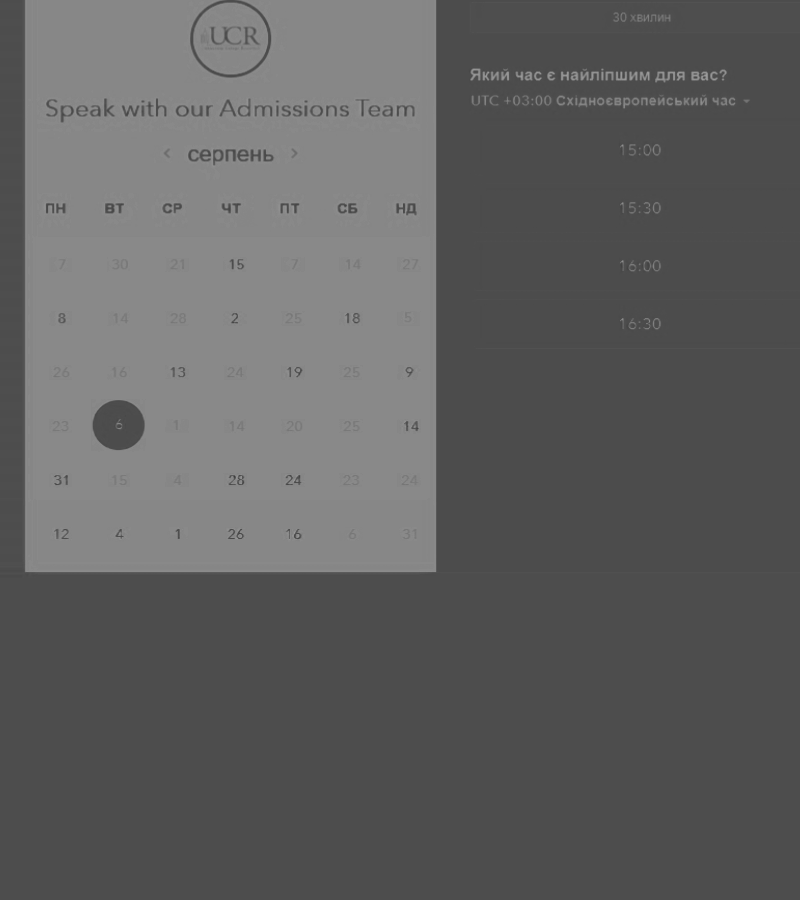 UCR
Speak with our Admissions Team
серпень
ПН ВТ СР ЧТ ПТ СБ НД
7 30 21 15 7 14 27
8 14 28 2 25 18 5
26 16 13 24 19 25 9
23 6 1 14 20 25 14
31 15 4 28 24 23 24
12 4 1 26 16 6 31
30 хвилин
Який час є найліпшим для вас?
UTC +03:00 Східноєвропейський час
15:00
15:30
16:00
16:30